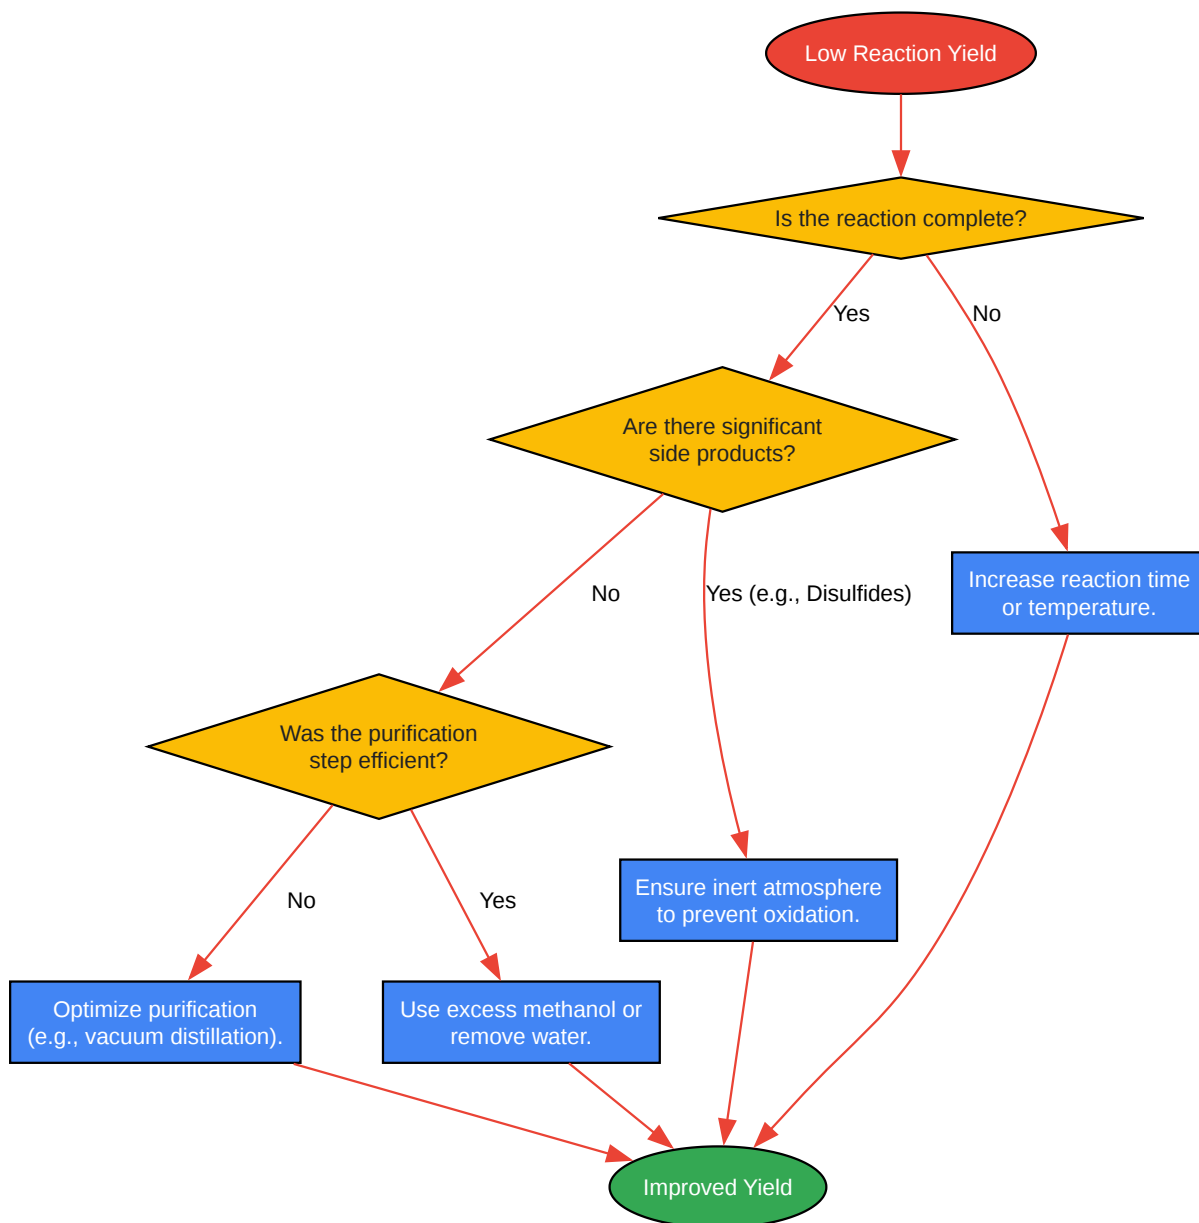 Low Reaction Yield
Is the reaction complete?
Yes
No
Are there significant
side products?
Increase reaction time
or temperature.
No
Yes (e.g., Disulfides)
Was the purification
step efficient?
Ensure inert atmosphere
to prevent oxidation.
No
Yes
Optimize purification
(e.g., vacuum distillation).
Use excess methanol or
remove water.
Improved Yield